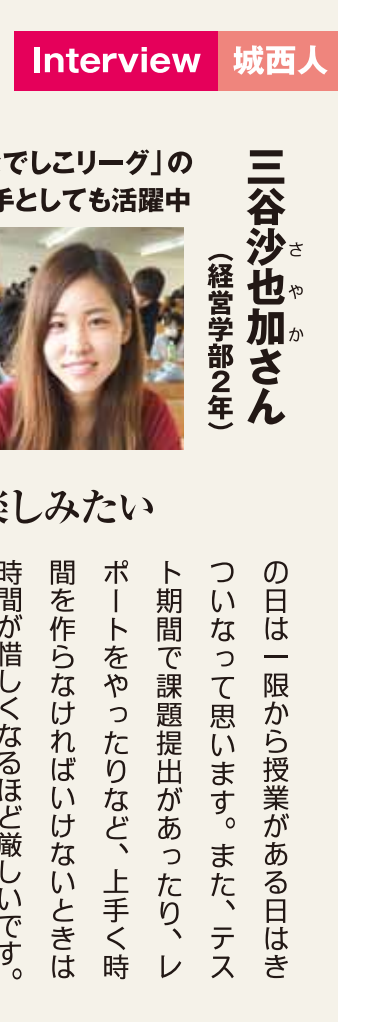 Interview 城西人
でしこリーグ」の
手としても活躍中
三谷沙也加さん
さやか
（経営学部2年）
楽しみたい
の日は一限から授業がある日はき
ついなって思います。また、テス
ト期間で課題提出があったり、レ
ポートをやったりなど、上手く時
間を作らなければいけないときは
時間が惜しくなるほど厳しいです。